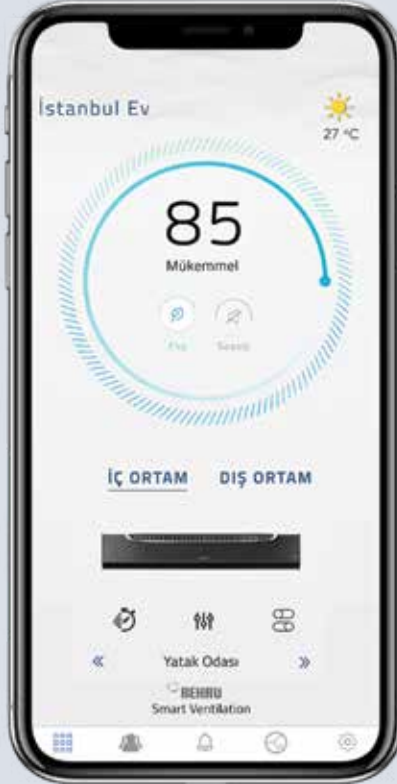 İstanbul Ev
27 °C
85
Mükemmel
İÇ ORTAM DIŞ ORTAM
Yatak Odası
BEHRU
Smart Ventilation